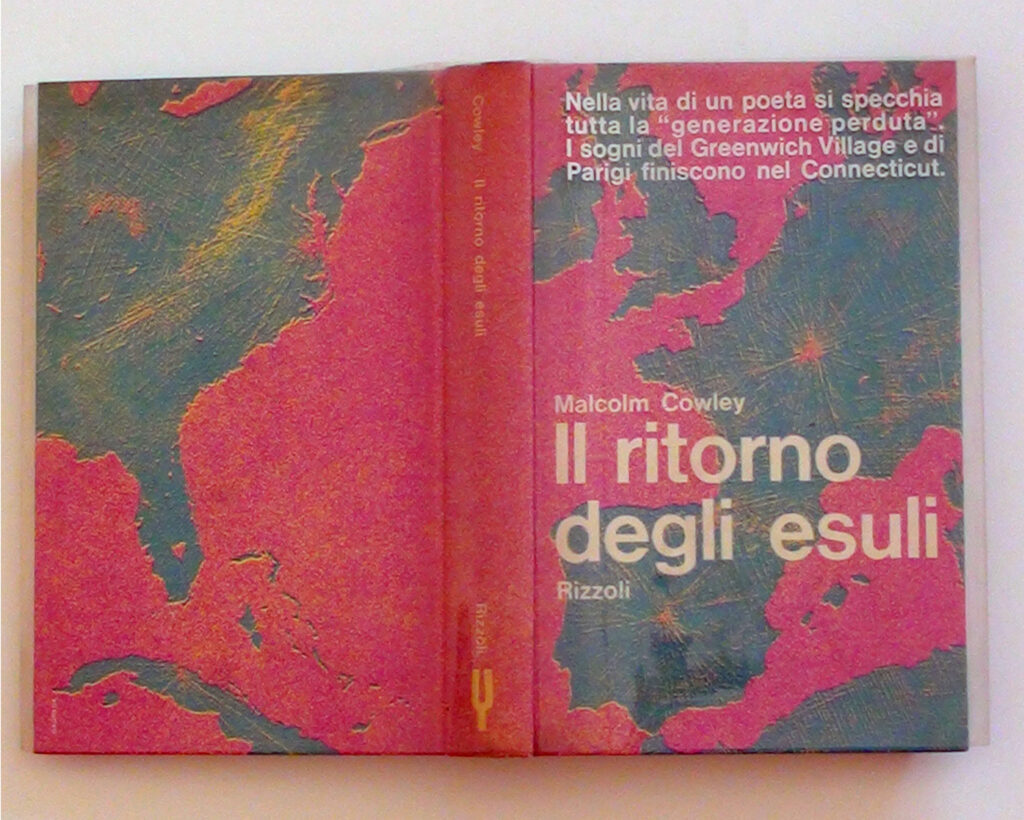 Nella vita di un poeta si specchia
tutta la "generazione perduta".
I sogni del Greenwich Village e di
Parigi finiscono nel Connecticut.
Malcolm Cowley
Il ritorno
degli esuli
Rizzoli
Cowley Il ritorno degli esuli
Rizzoli